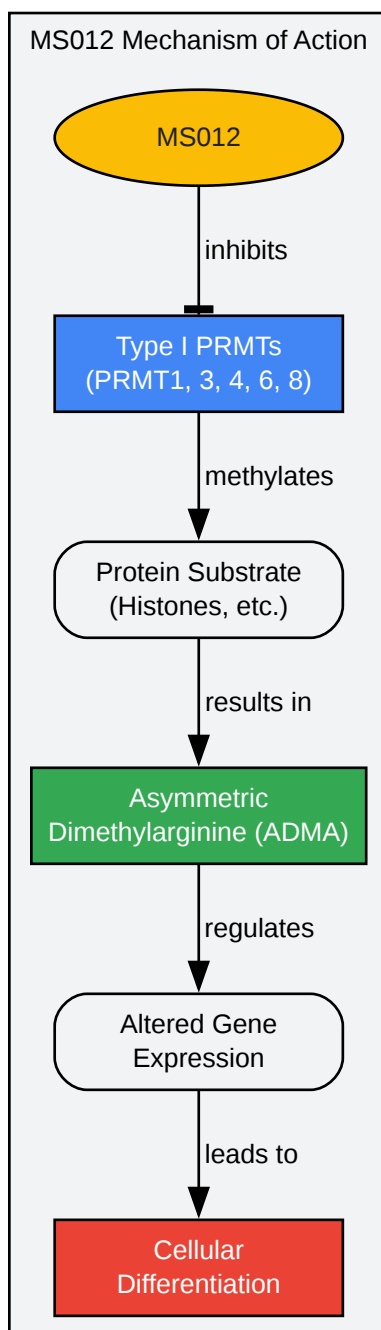 MS012 Mechanism of Action
MS012
inhibits
Type I PRMTs
(PRMT1, 3, 4, 6, 8)
methylates
Protein Substrate
(Histones, etc.)
results in
Asymmetric
Dimethylarginine (ADMA)
regulates
Altered Gene
Expression
leads to
Cellular
Differentiation